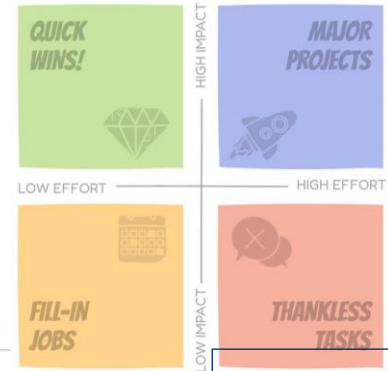 QUICK
WINS!
HIGH IMPACT
MAJOR
PROJECTS
LOW EFFORT
HIGH EFFORT
FILL-IN
JOBS
LOW IMPACT
THANKLESS
TASKS